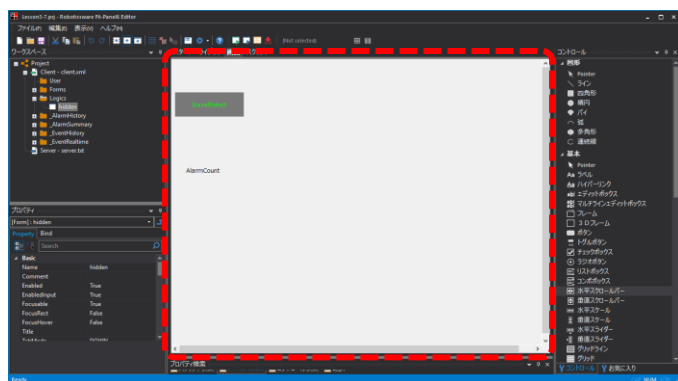 Lesson3-7.prj - Roboticsware FA-Panel6 Editor
ファイル(F) 編集(E) 表示(V) ヘルプ(H)
(Not selected)
ワークスペース
Project
Client - client.xml
User
Forms
Logics
hidden
_AlarmHistory
_AlarmSummary
_EventHistory
_EventRealtime
Server - server.txt
プロパティ
[Form] : hidden
Property Bind
Search
Basic
Name hidden
Comment
Enabled True
EnabledInput True
Focusable True
FocusRect False
FocusHover False
Title
AlarmCount
プロパティ検索
コントロール
図形
Pointer
ライン
四角形
楕円
パイ
弧
多角形
連続線
基本
Pointer
Aa ラベル
Aa ハイパーリンク
abl エディットボックス
マルチラインエディットボックス
フレーム
3Dフレーム
ボタン
トグルボタン
チェックボックス
ラジオボタン
リストボックス
コンボボックス
水平スクロールバー
垂直スクロールバー
水平スケール
垂直スケール
水平スライダー
垂直スライダー
グリッドライン
グリッド
コントロール お気に入り
Ready